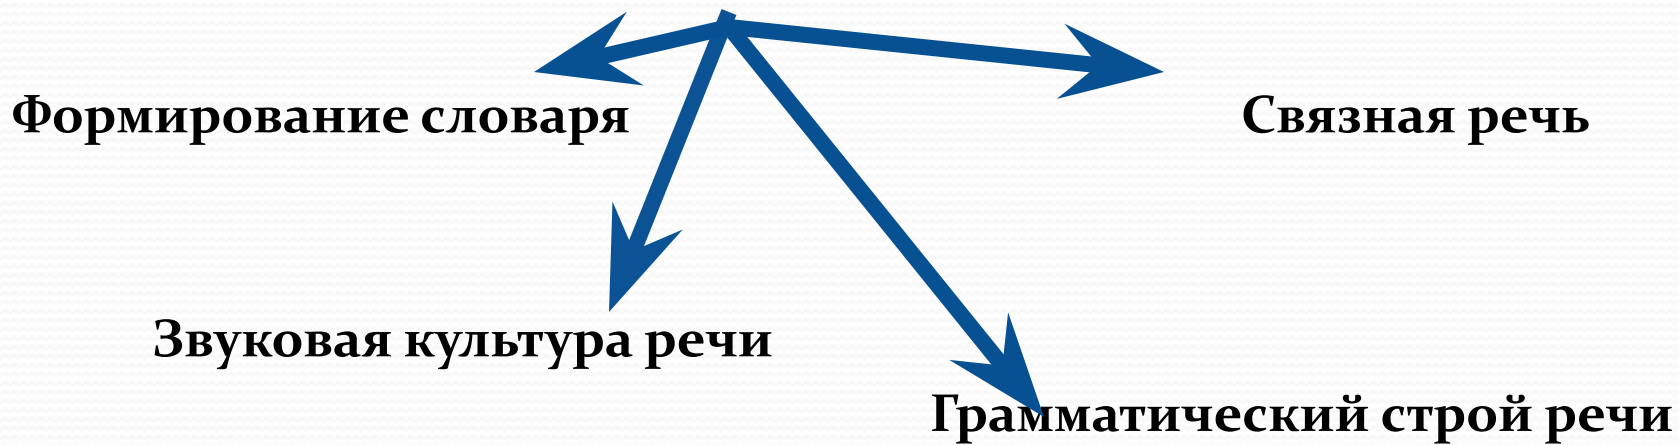 Формирование словаря
Связная речь
Звуковая культура речи
Грамматический строй речи